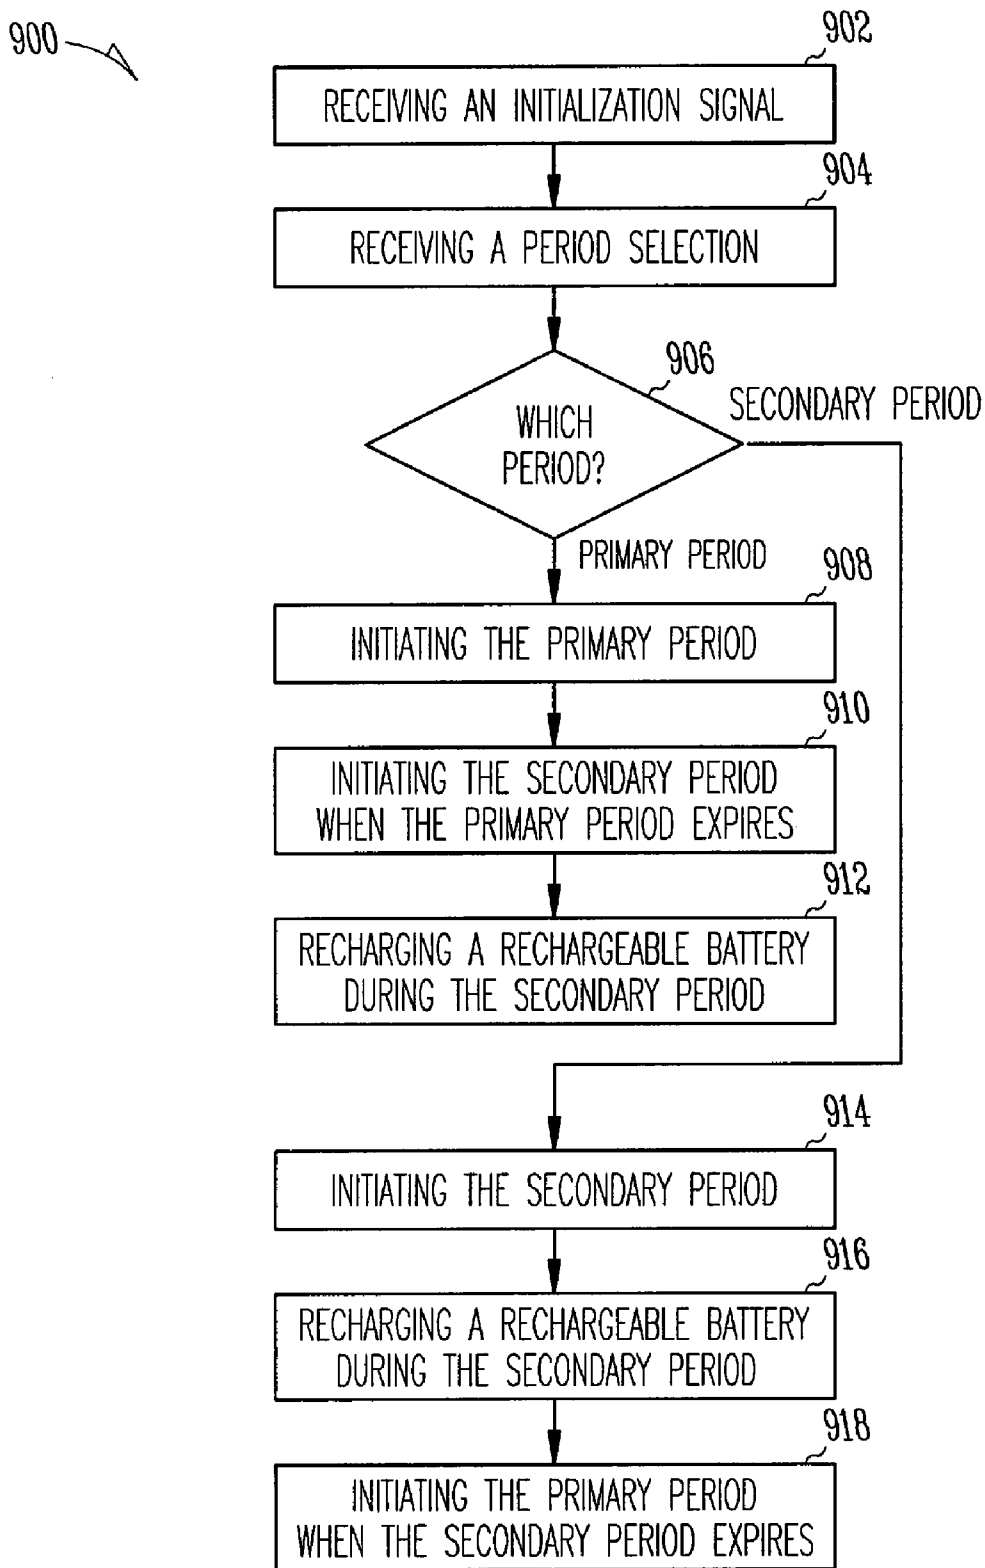 900
902
RECEIVING AN INITIALIZATION SIGNAL
904
RECEIVING A PERIOD SELECTION
906
SECONDARY PERIOD
WHICH
PERIOD?
PRIMARY PERIOD
908
INITIATING THE PRIMARY PERIOD
910
INITIATING THE SECONDARY PERIOD
WHEN THE PRIMARY PERIOD EXPIRES
912
RECHARGING A RECHARGEABLE BATTERY
DURING THE SECONDARY PERIOD
914
INITIATING THE SECONDARY PERIOD
916
RECHARGING A RECHARGEABLE BATTERY
DURING THE SECONDARY PERIOD
918
INITIATING THE PRIMARY PERIOD
WHEN THE SECONDARY PERIOD EXPIRES